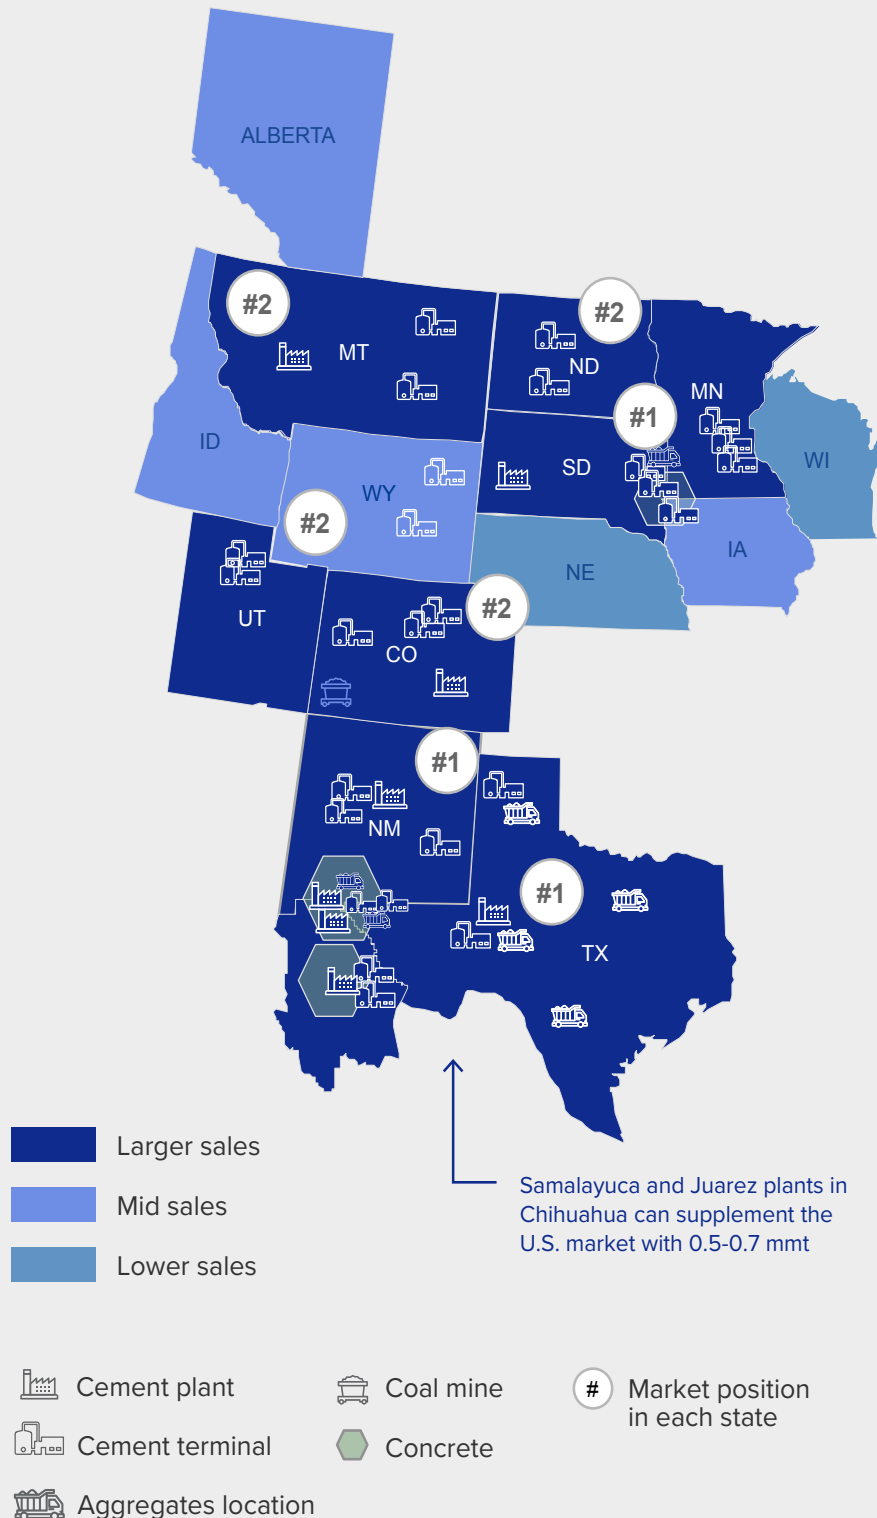 ALBERTA
#2
MT
#2
ND
MN
#1
ID
WY
SD
WI
#2
NE
IA
UT
#2
CO
#1
NM
#1
TX
Larger sales
Mid sales
Lower sales
Samalayuca and Juarez plants in
Chihuahua can supplement the
U.S. market with 0.5-0.7 mmt
Cement plant
Coal mine
# Market position
in each state
Cement terminal
Concrete
Aggregates location